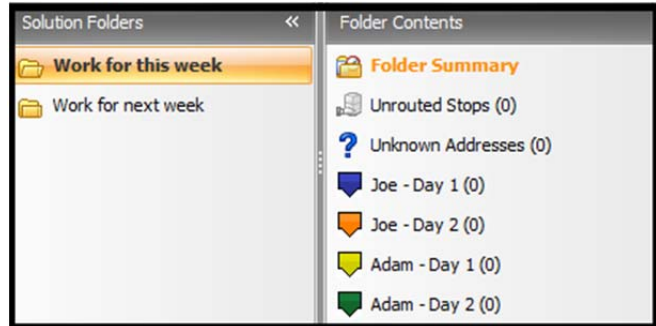 Solution Folders
Work for this week
Work for next week
Folder Contents
Folder Summary
Unrouted Stops (0)
Unknown Addresses (0)
Joe - Day 1 (0)
Joe - Day 2 (0)
Adam - Day 1 (0)
Adam - Day 2 (0)